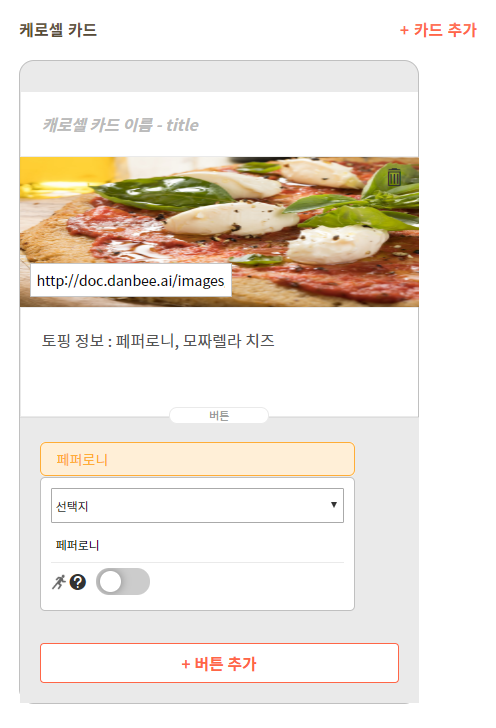 케로셀 카드
+ 카드 추가
캐로셀 카드 이름 - title
http://doc.danbee.ai/images
토핑 정보 : 페퍼로니, 모짜렐라 치즈
버튼
페퍼로니
선택지
페퍼로니
+ 버튼 추가